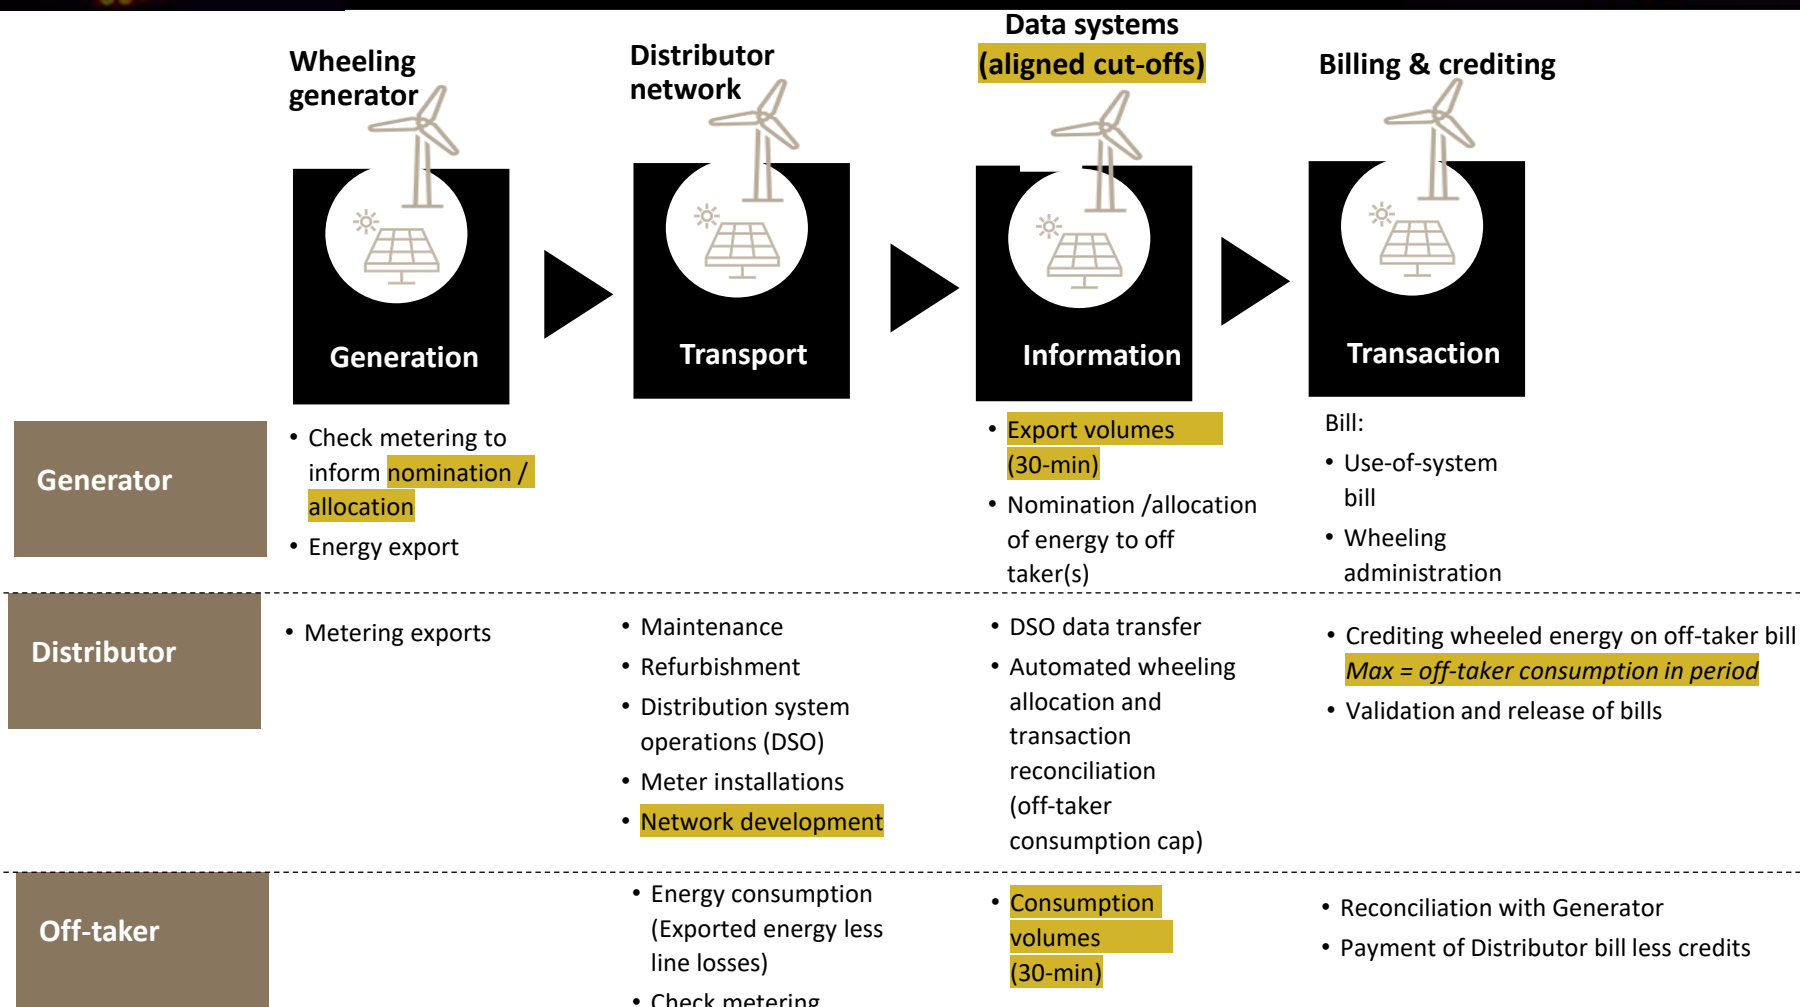 Wheeling
generator
Distributor
network
Data systems
(aligned cut-offs)
Billing & crediting
Generation
Transport
Information
Transaction
Generator
• Check metering to
inform nomination /
allocation
• Energy export
• Export volumes
(30-min)
• Nomination /allocation
of energy to off
taker(s)
Bill:
• Use-of-system
bill
• Wheeling
administration
Distributor
• Metering exports
• Maintenance
• Refurbishment
• Distribution system
operations (DSO)
• Meter installations
• Network development
• DSO data transfer
• Automated wheeling
allocation and
transaction
reconciliation
(off-taker
consumption cap)
• Crediting wheeled energy on off-taker bill
Max = off-taker consumption in period
• Validation and release of bills
Off-taker
• Energy consumption
(Exported energy less
line losses)
• Check metering
• Consumption
volumes
(30-min)
• Reconciliation with Generator
• Payment of Distributor bill less credits